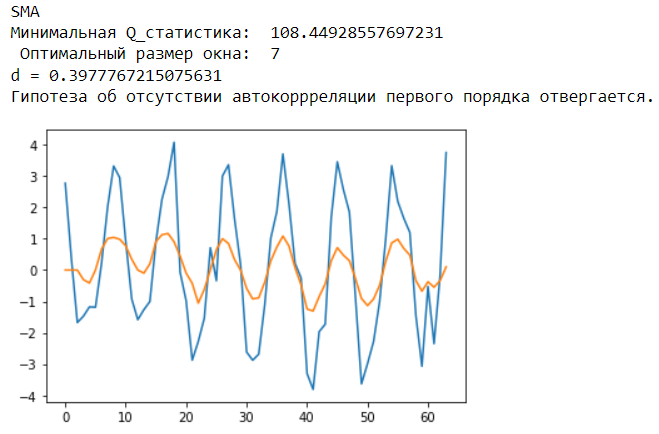 SMA
Минимальная Q_статистика:  108.44928557697231
 Оптимальный размер окна:  7
d = 0.3977767215075631
Гипотеза об отсутствии автокоррреляции первого порядка отвергается.
4
3
2
1
0
−1
−2
−3
−4
0 10 20 30 40 50 60